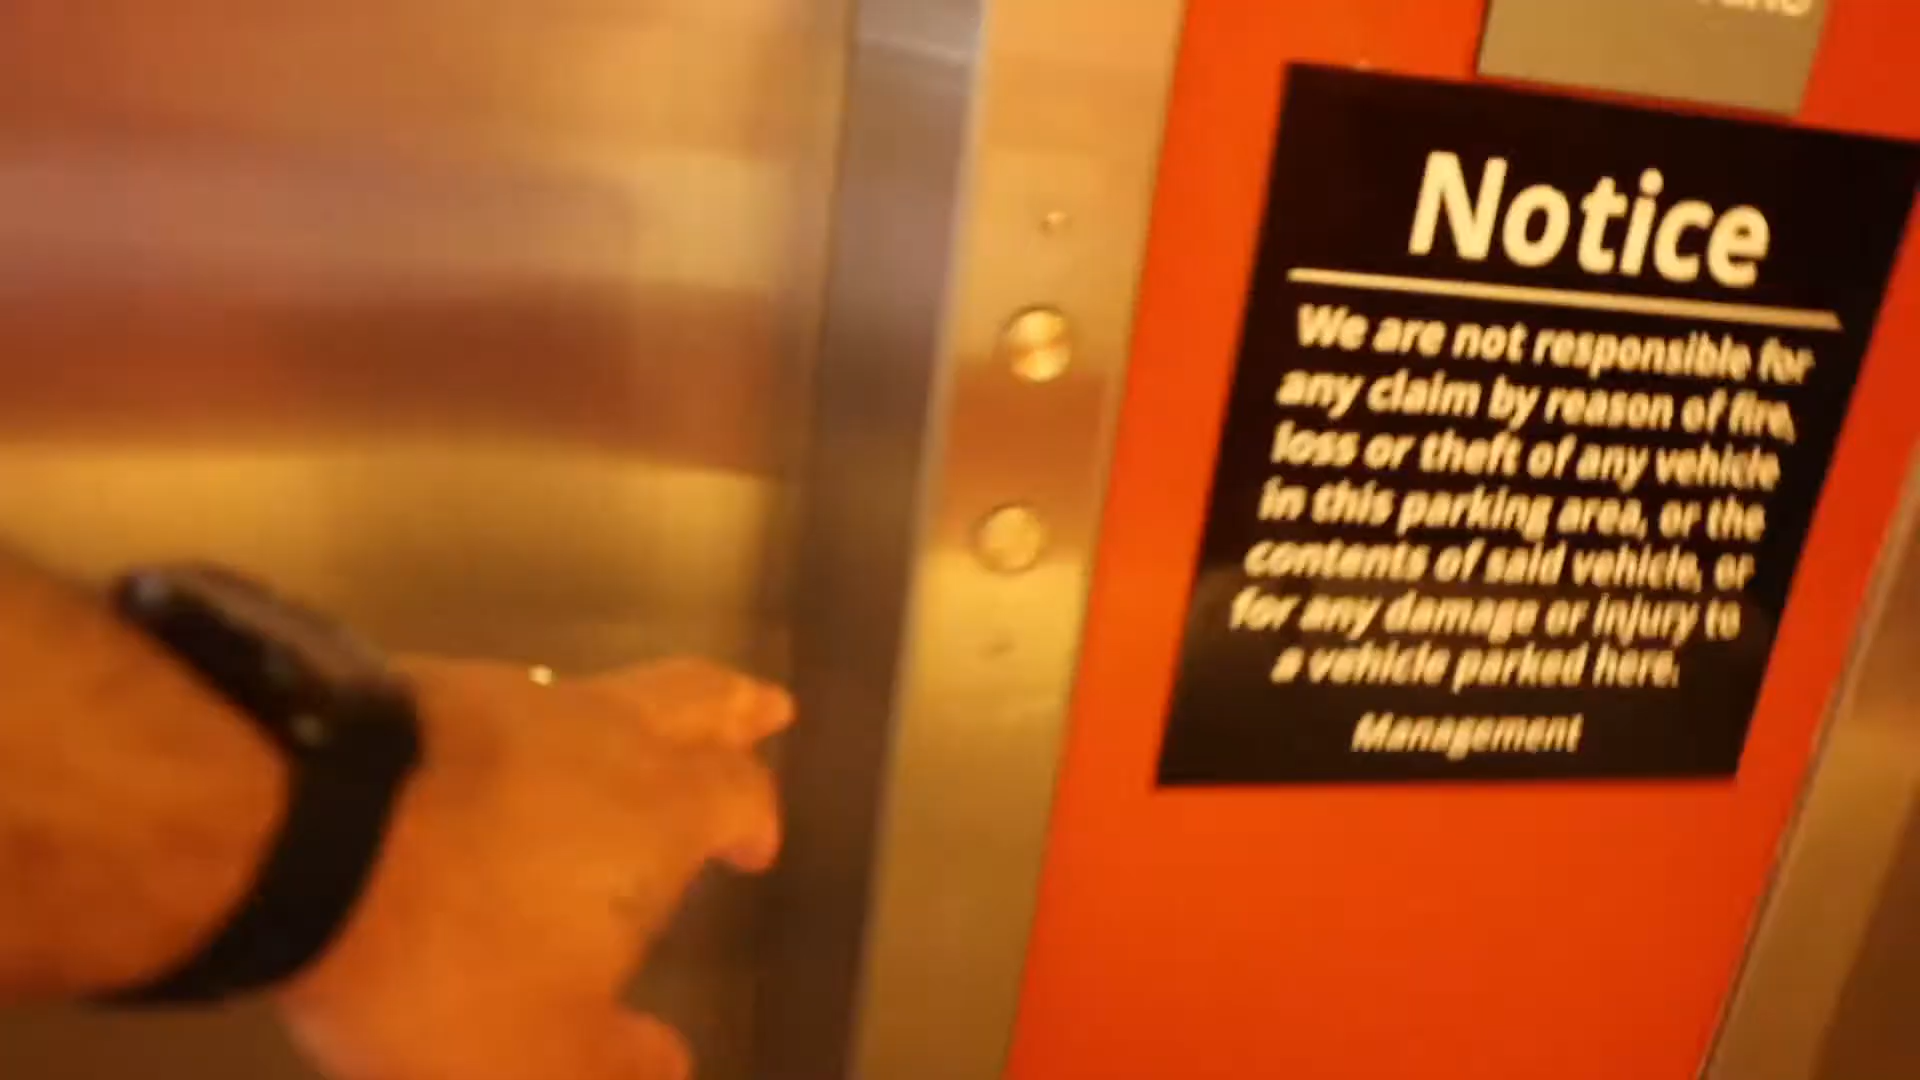 Notice
We are not responsible for
any claim by reason of fire,
loss or theft of any vehicle
in this parking area, or the
contents of said vehicle, or
for any damage or injury to
a vehicle parked here.
Management